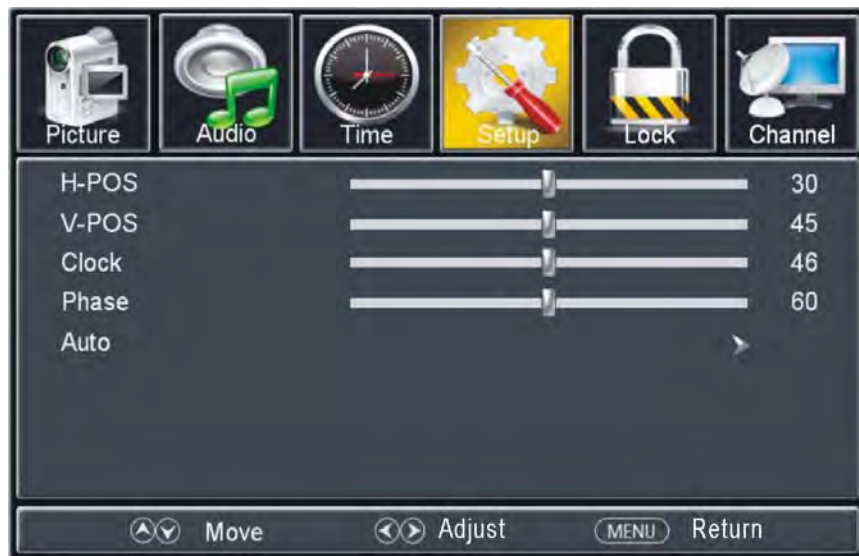 Picture Audio Time Setup Lock Channel
H-POS 30
V-POS 45
Clock 46
Phase 60
Auto
Move Adjust MENU Return